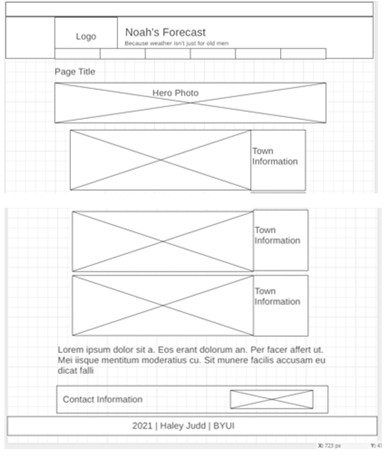 Logo
Noah's Forecast
Because weather isn't just for old men
Page Title
Hero Photo
Town
Information
Town
Information
Town
Information
Lorem ipsum dolor sit a. Eos erant dolorum an. Per facer affert ut.
Mei iisque mentitum moderatius cu. Sit munere facilis accusam eu
dicat falli
Contact Information
2021 | Haley Judd | BYUI